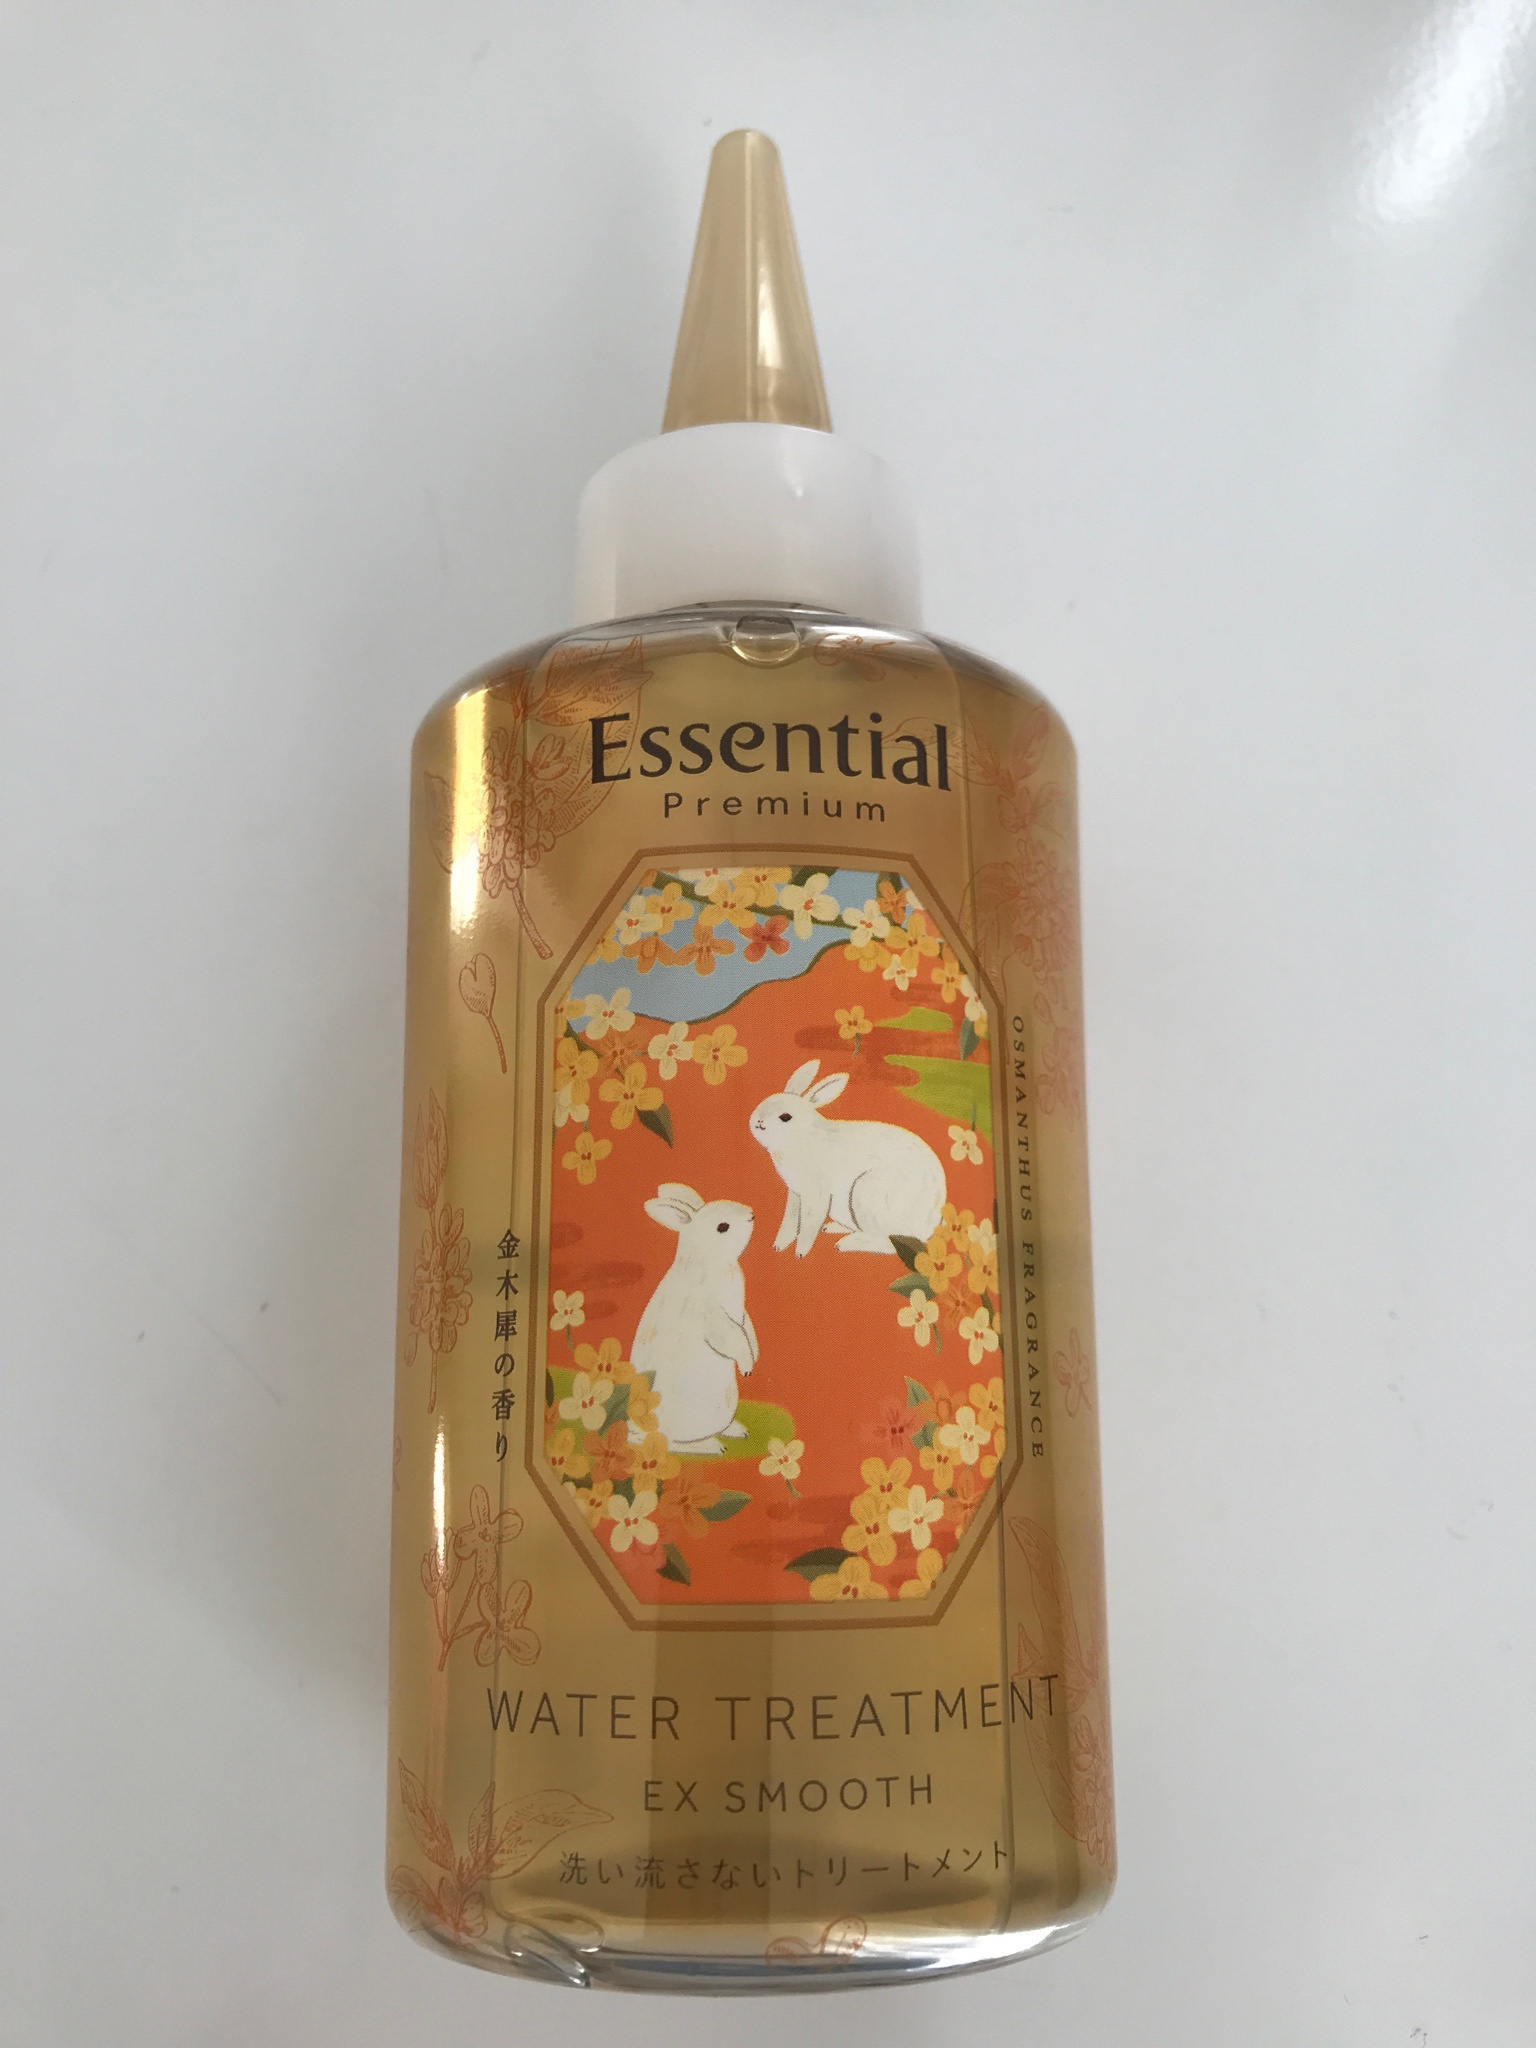 Essential
Premium
OSMANTHUS FRAGRANCE
金木犀の香り
WATER TREATMENT
EX SMOOTH
洗い流さないトリートメント